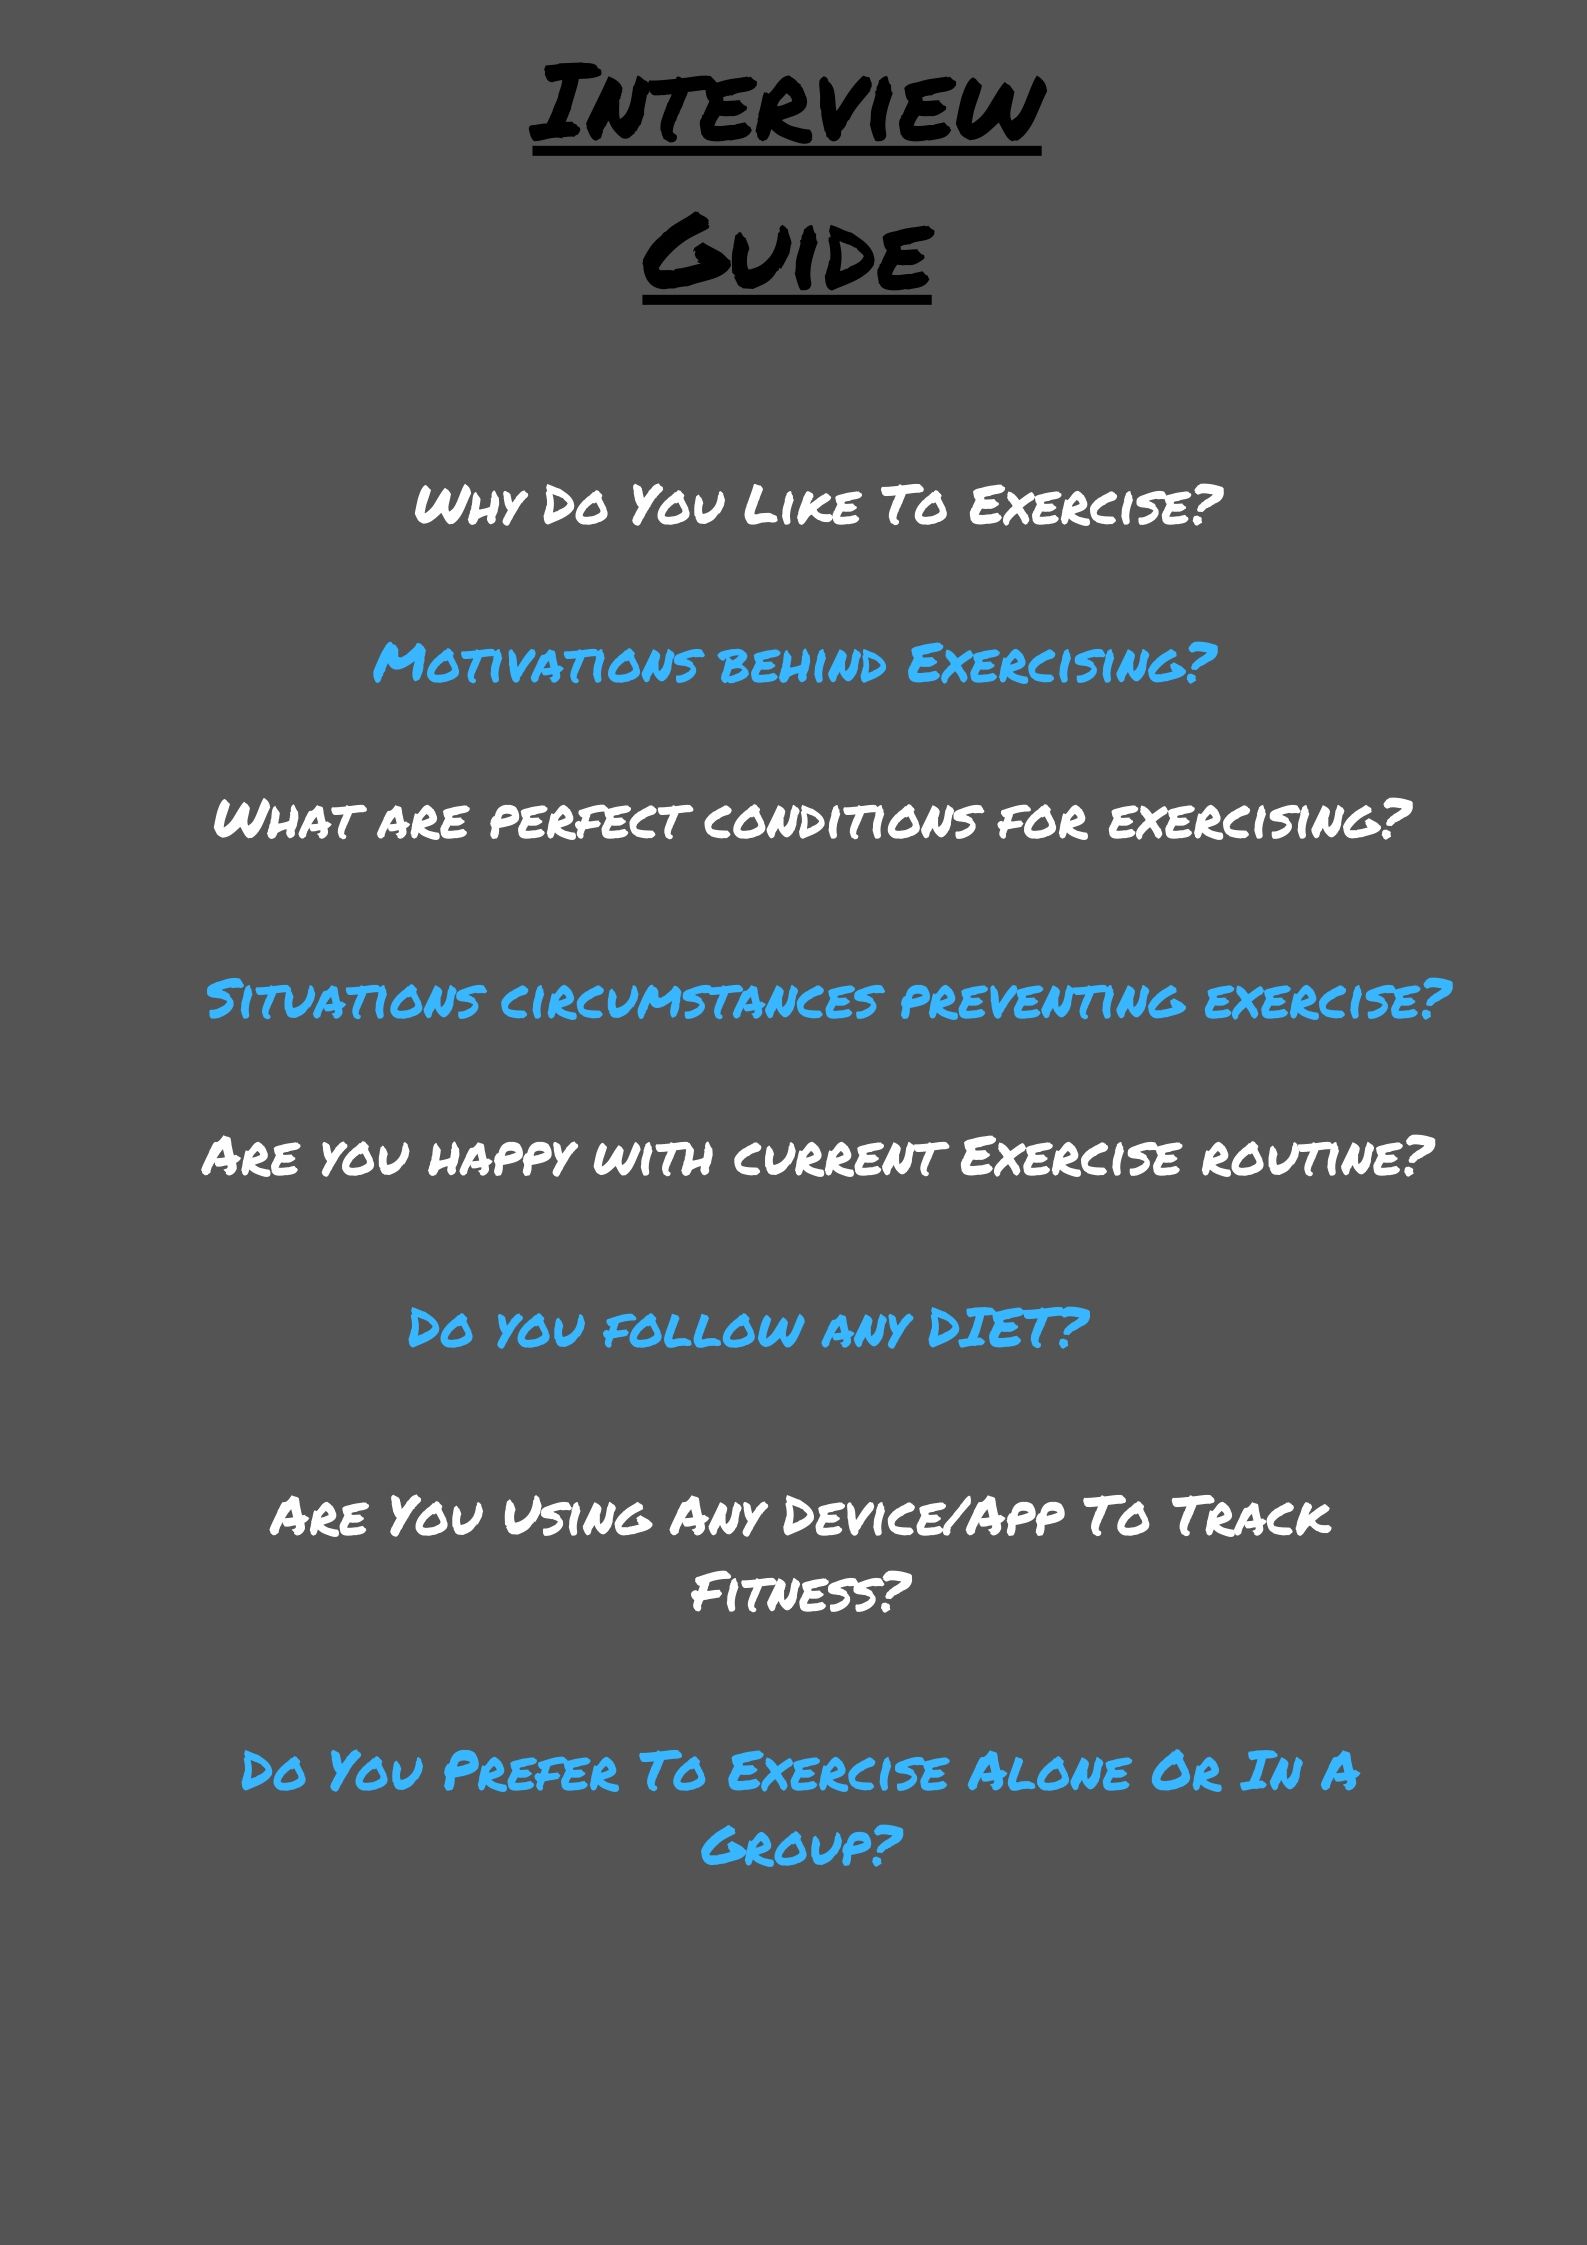 Interview
Guide
Why Do You Like To Exercise?
Motivations behind Exercising?
What are perfect conditions for exercising?
Situations circumstances preventing exercise?
Are you happy with current Exercise routine?
Do you follow any DIET?
Are You Using Any Device/App To Track
Fitness?
Do You Prefer To Exercise Alone Or In A
Group?